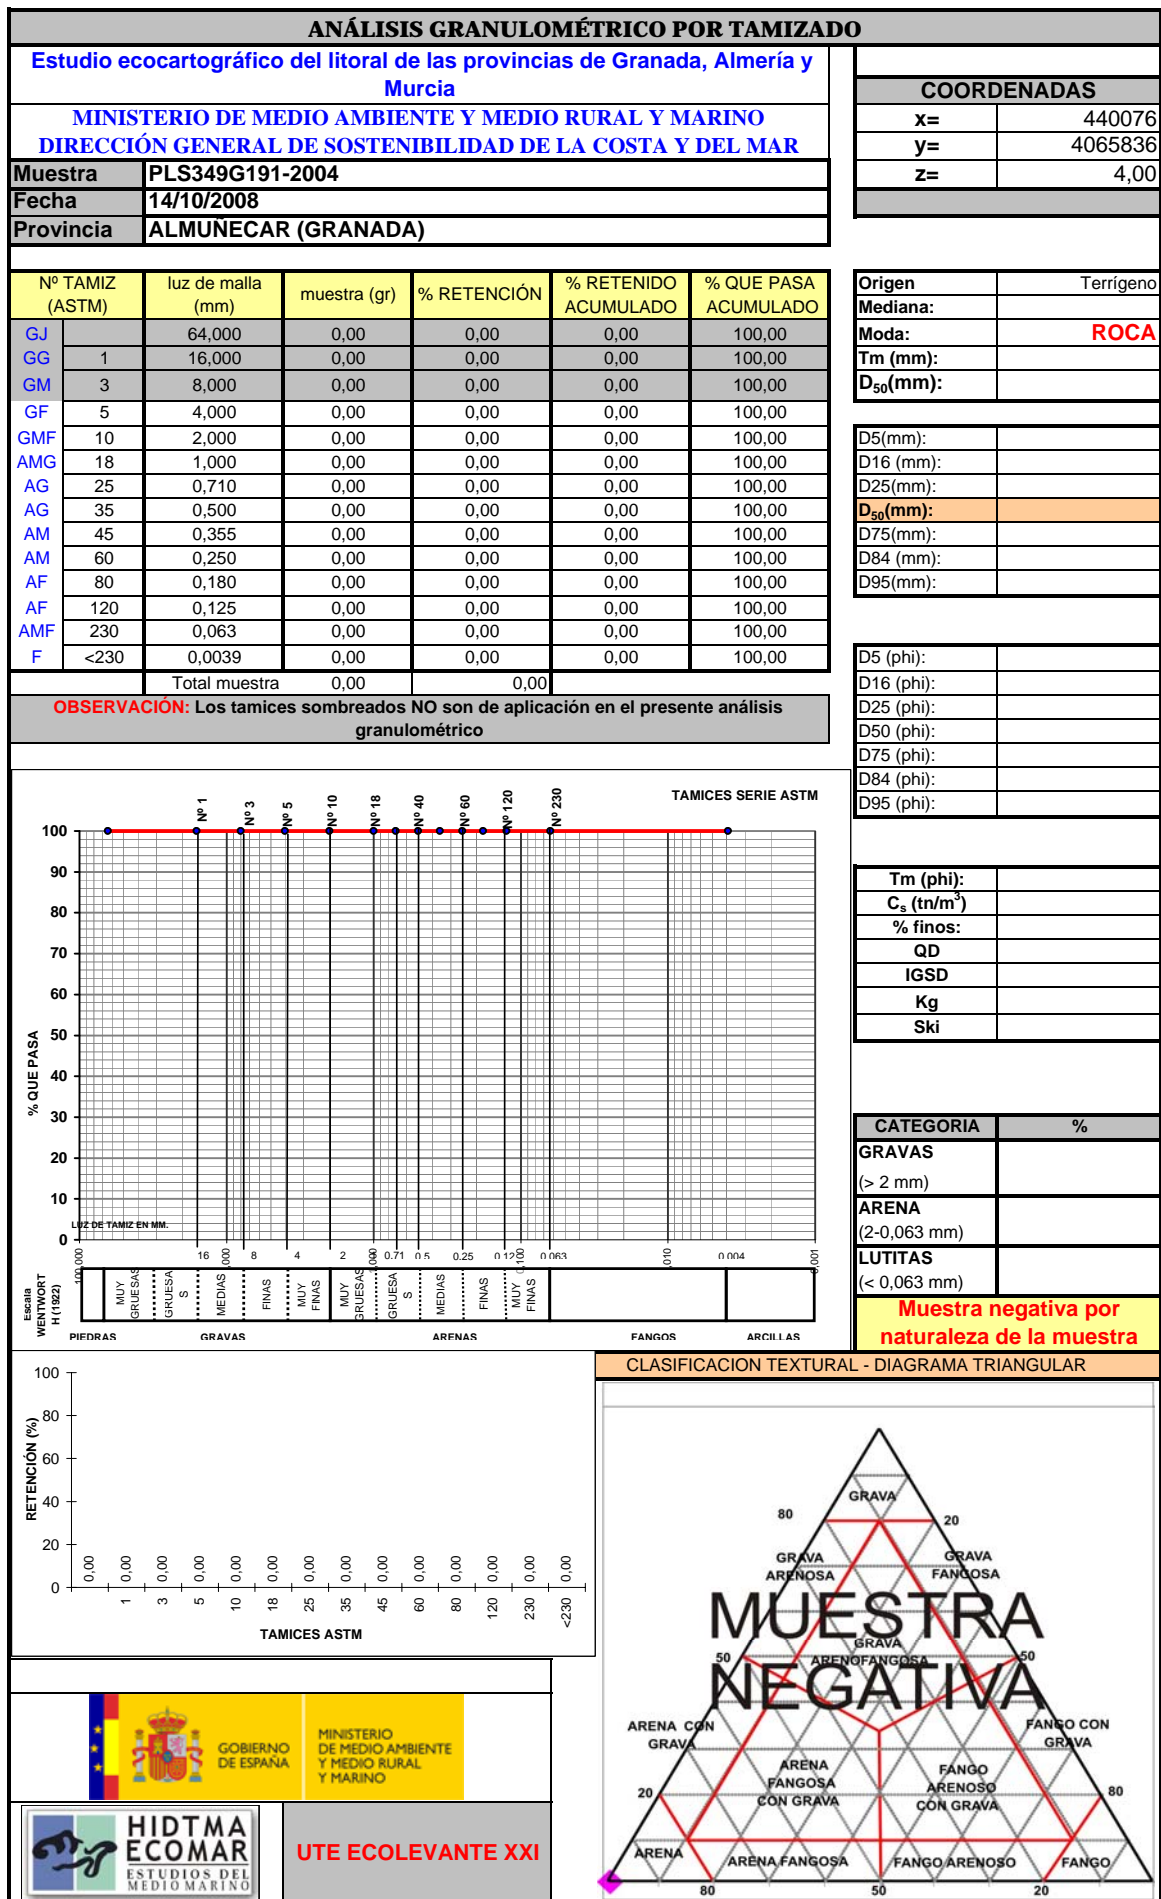 ANÁLISIS GRANULOMÉTRICO POR TAMIZADO
Estudio ecocartográfico del litoral de las provincias de Granada, Almería y
Murcia
MINISTERIO DE MEDIO AMBIENTE Y MEDIO RURAL Y MARINO
DIRECCIÓN GENERAL DE SOSTENIBILIDAD DE LA COSTA Y DEL MAR
Muestra PLS349G191-2004
Fecha 14/10/2008
Provincia ALMUÑECAR (GRANADA)
COORDENADAS
x= 440076
y= 4065836
z= 4,00
Nº TAMIZ (ASTM) luz de malla (mm) muestra (gr) % RETENCIÓN % RETENIDO ACUMULADO % QUE PASA ACUMULADO
GJ 64,000 0,00 0,00 0,00 100,00
GG 1 16,000 0,00 0,00 0,00 100,00
GM 3 8,000 0,00 0,00 0,00 100,00
GF 5 4,000 0,00 0,00 0,00 100,00
GMF 10 2,000 0,00 0,00 0,00 100,00
AMG 18 1,000 0,00 0,00 0,00 100,00
AG 25 0,710 0,00 0,00 0,00 100,00
AG 35 0,500 0,00 0,00 0,00 100,00
AM 45 0,355 0,00 0,00 0,00 100,00
AM 60 0,250 0,00 0,00 0,00 100,00
AF 80 0,180 0,00 0,00 0,00 100,00
AF 120 0,125 0,00 0,00 0,00 100,00
AMF 230 0,063 0,00 0,00 0,00 100,00
F <230 0,0039 0,00 0,00 0,00 100,00
Total muestra 0,00 0,00
OBSERVACIÓN: Los tamices sombreados NO son de aplicación en el presente análisis
granulométrico
Origen Terrígeno
Mediana:
Moda: ROCA
Tm (mm):
D50(mm):
D5(mm):
D16 (mm):
D25(mm):
D50(mm):
D75(mm):
D84 (mm):
D95(mm):
D5 (phi):
D16 (phi):
D25 (phi):
D50 (phi):
D75 (phi):
D84 (phi):
D95 (phi):
Tm (phi):
Cs (tn/m3)
% finos:
QD
IGSD
Kg
Ski
CATEGORIA %
GRAVAS
(> 2 mm)
ARENA
(2-0,063 mm)
LUTITAS
(< 0,063 mm)
Muestra negativa por
naturaleza de la muestra
TAMICES SERIE ASTM
Nº 1 Nº 3 Nº 5 Nº 10 Nº 18 Nº 40 Nº 60 Nº 120 Nº 230
% QUE PASA
100
90
80
70
60
50
40
30
20
10
0
LUZ DE TAMIZ EN MM.
100,000 16 8 4 2 0.71 0.5 0.25 0.12 0,100 0.063 0.004 0,001
Escala WENTWORT H (1922)
MUY GRUESAS GRUESA S MEDIAS FINAS MUY FINAS MUY GRUESAS GRUESA S MEDIAS FINAS MUY FINAS
PIEDRAS GRAVAS ARENAS FANGOS ARCILLAS
RETENCIÓN (%)
100
80
60
40
20
0
0,00 0,00 0,00 0,00 0,00 0,00 0,00 0,00 0,00 0,00 0,00 0,00 0,00 0,00
1 3 5 10 18 25 35 45 60 80 120 230 <230
TAMICES ASTM
CLASIFICACION TEXTURAL - DIAGRAMA TRIANGULAR
GRAVA
80 20
GRAVA ARENOSA
GRAVA FANGOSA
MUESTRA
GRAVA ARENOFANGOSA
50 50
NEGATIVA
ARENA CON GRAVA
FANGO CON GRAVA
ARENA FANGOSA CON GRAVA
FANGO ARENOSO CON GRAVA
20 80
ARENA ARENA FANGOSA FANGO ARENOSO FANGO
80 50 20
GOBIERNO
DE ESPAÑA
MINISTERIO
DE MEDIO AMBIENTE
Y MEDIO RURAL
Y MARINO
HIDTMA
ECOMAR
ESTUDIOS DEL
MEDIO MARINO
UTE ECOLEVANTE XXI